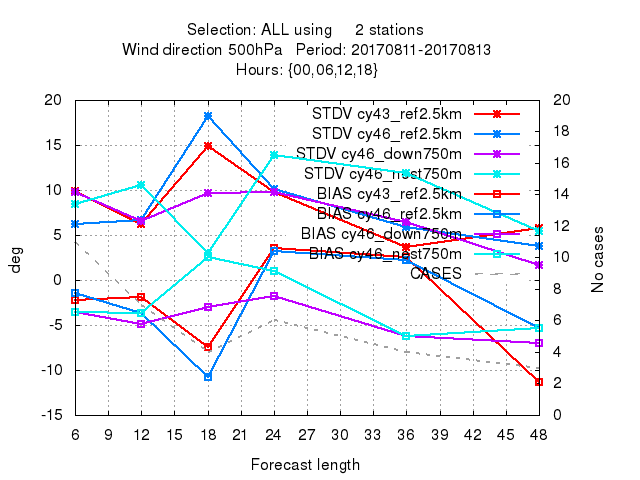 Selection: ALL using 2 stations
Wind direction 500hPa Period: 20170811-20170813
Hours: {00,06,12,18}
20 20
STDV cy43_ref2.5km
18
STDV cy46_ref2.5km
15
STDV cy46_down750m
16
STDV cy46_nest750m
10
BIAS cy43_ref2.5km
14
BIAS cy46_ref2.5km
12
BIAS cy46_down750m
5
BIAS cy46_nest750m
10
CASES
0
8
-5
6
4
-10
2
-15 0
deg
No cases
6 9 12 15 18 21 24 27 30 33 36 39 42 45 48
Forecast length